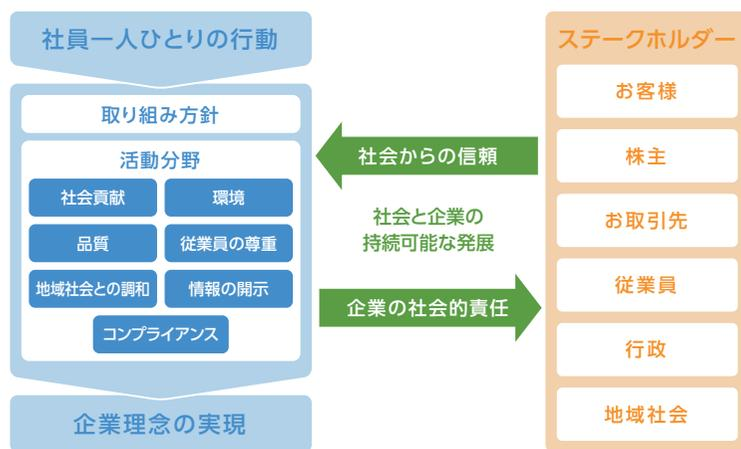 社員一人ひとりの行動
取り組み方針
活動分野
社会貢献
環境
品質
従業員の尊重
地域社会との調和
情報の開示
コンプライアンス
企業理念の実現
社会からの信頼
社会と企業の
持続可能な発展
企業の社会的責任
ステークホルダー
お客様
株主
お取引先
従業員
行政
地域社会